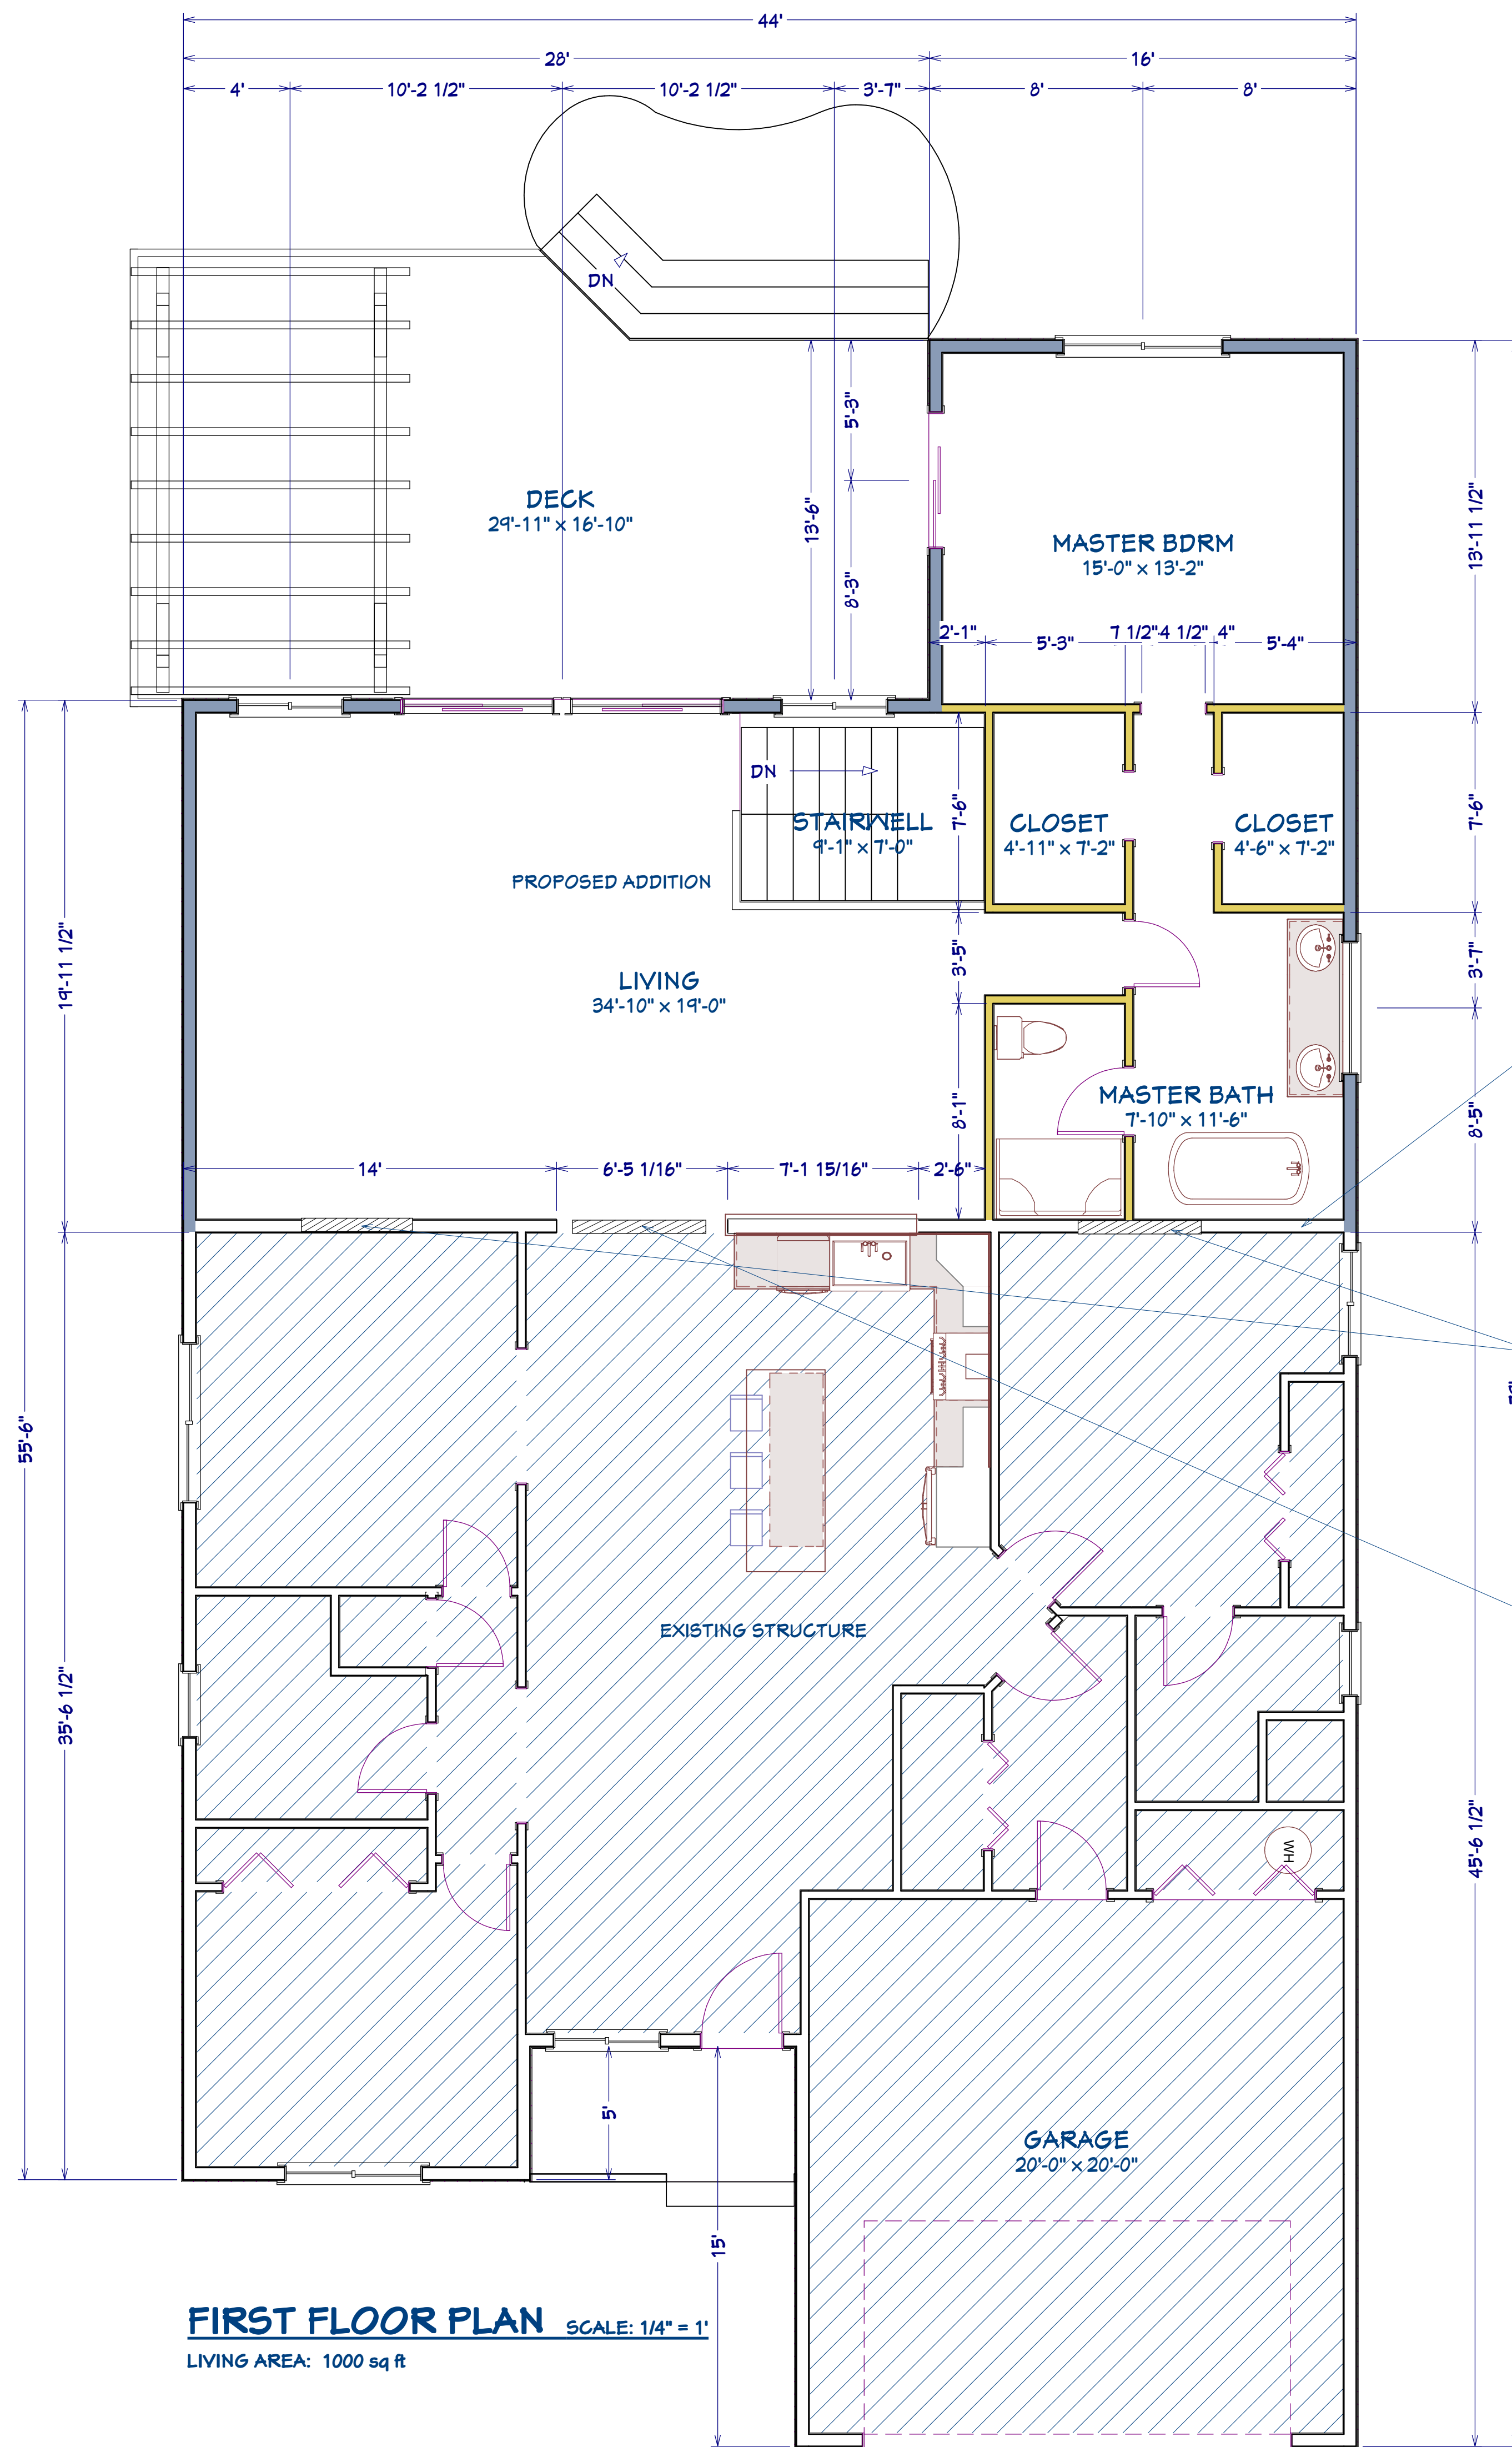 44'
28' 16'
4' 10'-2 1/2" 10'-2 1/2" 3'-7" 8' 8'
DN
5'-3"
13'-6"
8'-3"
DECK
29'-11" x 16'-10"
MASTER BDRM
15'-0" x 13'-2"
13'-11 1/2"
2'-1" 5'-3" 7 1/2" 4 1/2" 4" 5'-4"
DN
STAIRWELL
9'-1" x 7'-0"
7'-6"
CLOSET
4'-11" x 7'-2"
CLOSET
4'-6" x 7'-2"
7'-6"
PROPOSED ADDITION
19'-11 1/2"
LIVING
34'-10" x 19'-0"
3'-5"
3'-7"
8'-1"
MASTER BATH
7'-10" x 11'-6"
8'-5"
14' 6'-5 1/16" 7'-1 15/16" 2'-6"
55'-6"
35'-6 1/2"
EXISTING STRUCTURE
45'-6 1/2"
WH
5'
15'
GARAGE
20'-0" x 20'-0"
FIRST FLOOR PLAN SCALE: 1/4" = 1'
LIVING AREA: 1000 sq ft